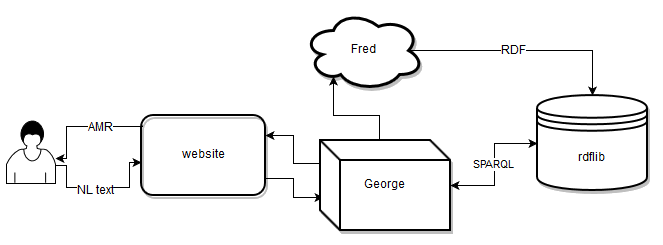 Fred
RDF
AMR
website
NL text
George
SPARQL
rdflib